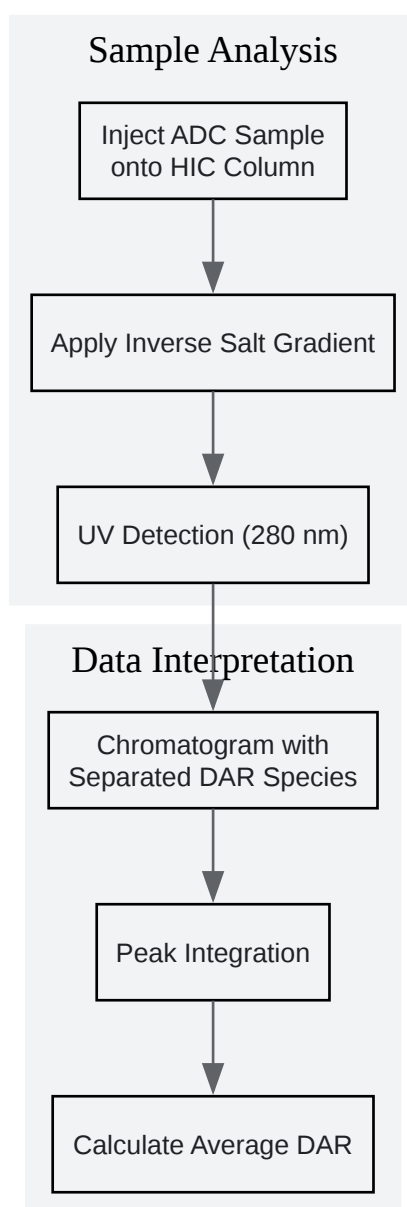 Sample Analysis
Inject ADC Sample
onto HIC Column
Apply Inverse Salt Gradient
UV Detection (280 nm)
Data Interpretation
Chromatogram with
Separated DAR Species
Peak Integration
Calculate Average DAR